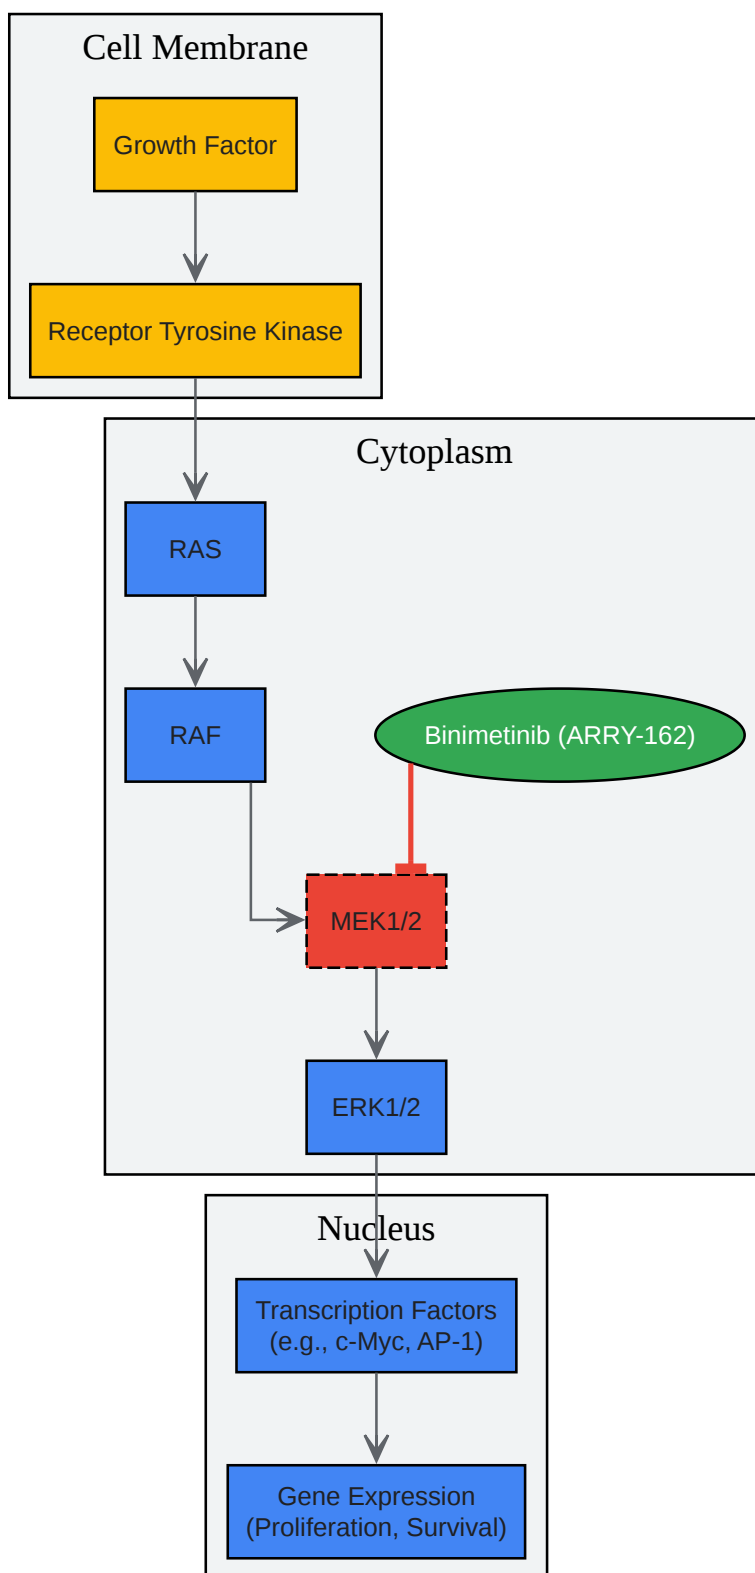 Cell Membrane
Growth Factor
Receptor Tyrosine Kinase
Cytoplasm
RAS
RAF
Binimetinib (ARRY-162)
MEK1/2
ERK1/2
Nucleus
Transcription Factors
(e.g., c-Myc, AP-1)
Gene Expression
(Proliferation, Survival)